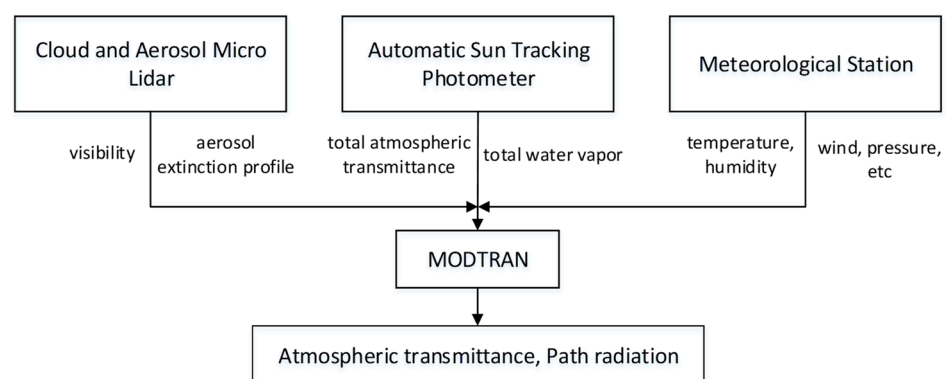 Cloud and Aerosol Micro
Lidar
Automatic Sun Tracking
Photometer
Meteorological Station
visibility
aerosol
extinction profile
total atmospheric
transmittance
total water vapor
temperature,
humidity
wind, pressure,
etc
MODTRAN
Atmospheric transmittance, Path radiation